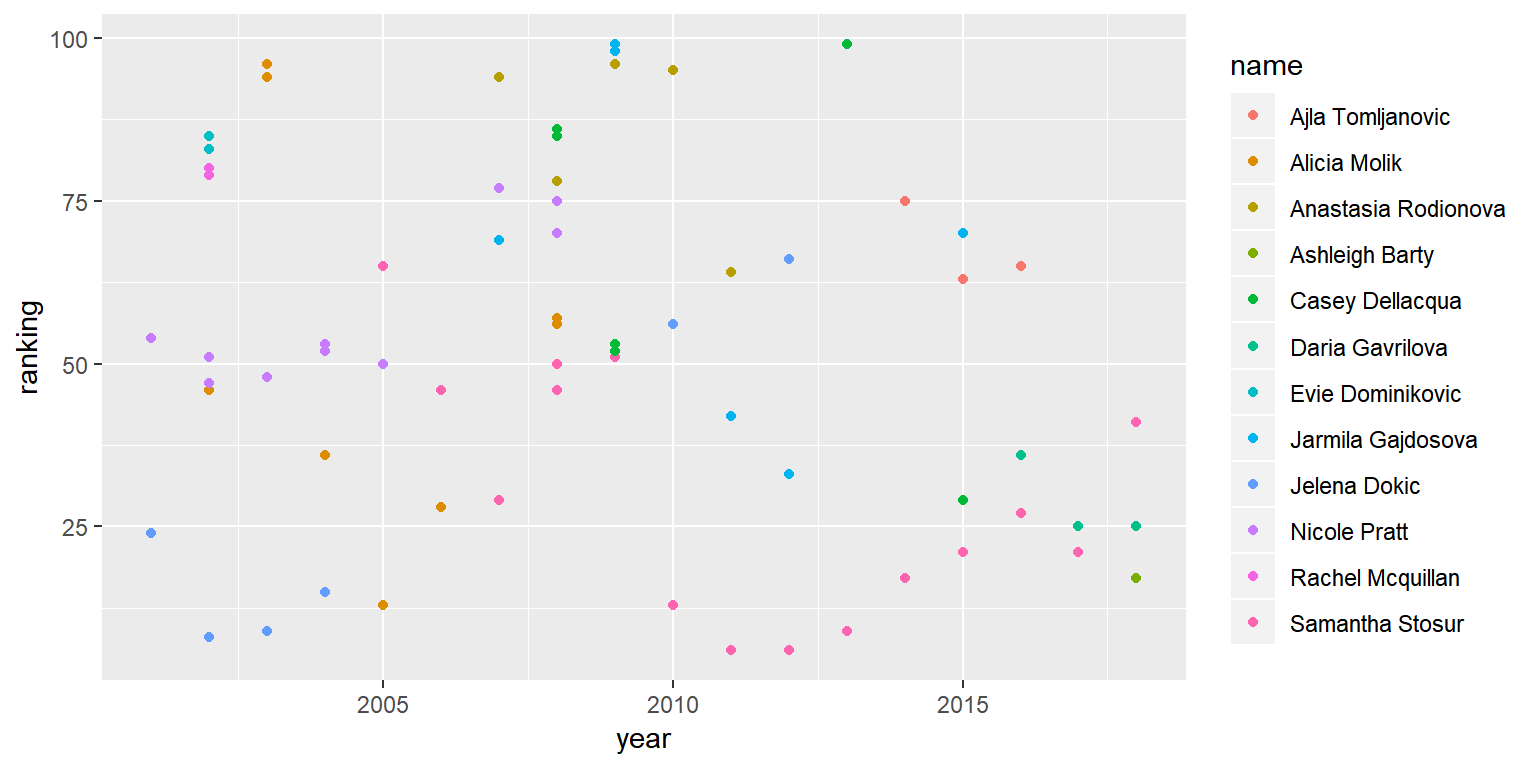 100
75
50
25
ranking
2005
2010
2015
year
name
Ajla Tomljanovic
Alicia Molik
Anastasia Rodionova
Ashleigh Barty
Casey Dellacqua
Daria Gavrilova
Evie Dominikovic
Jarmila Gajdosova
Jelena Dokic
Nicole Pratt
Rachel Mcquillan
Samantha Stosur